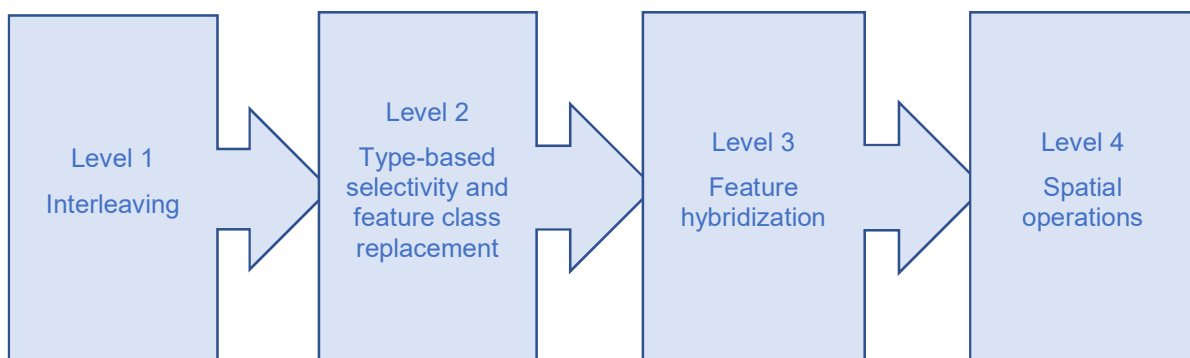 Level 1
Interleaving
Level 2
Type-based
selectivity and
feature class
replacement
Level 3
Feature
hybridization
Level 4
Spatial
operations